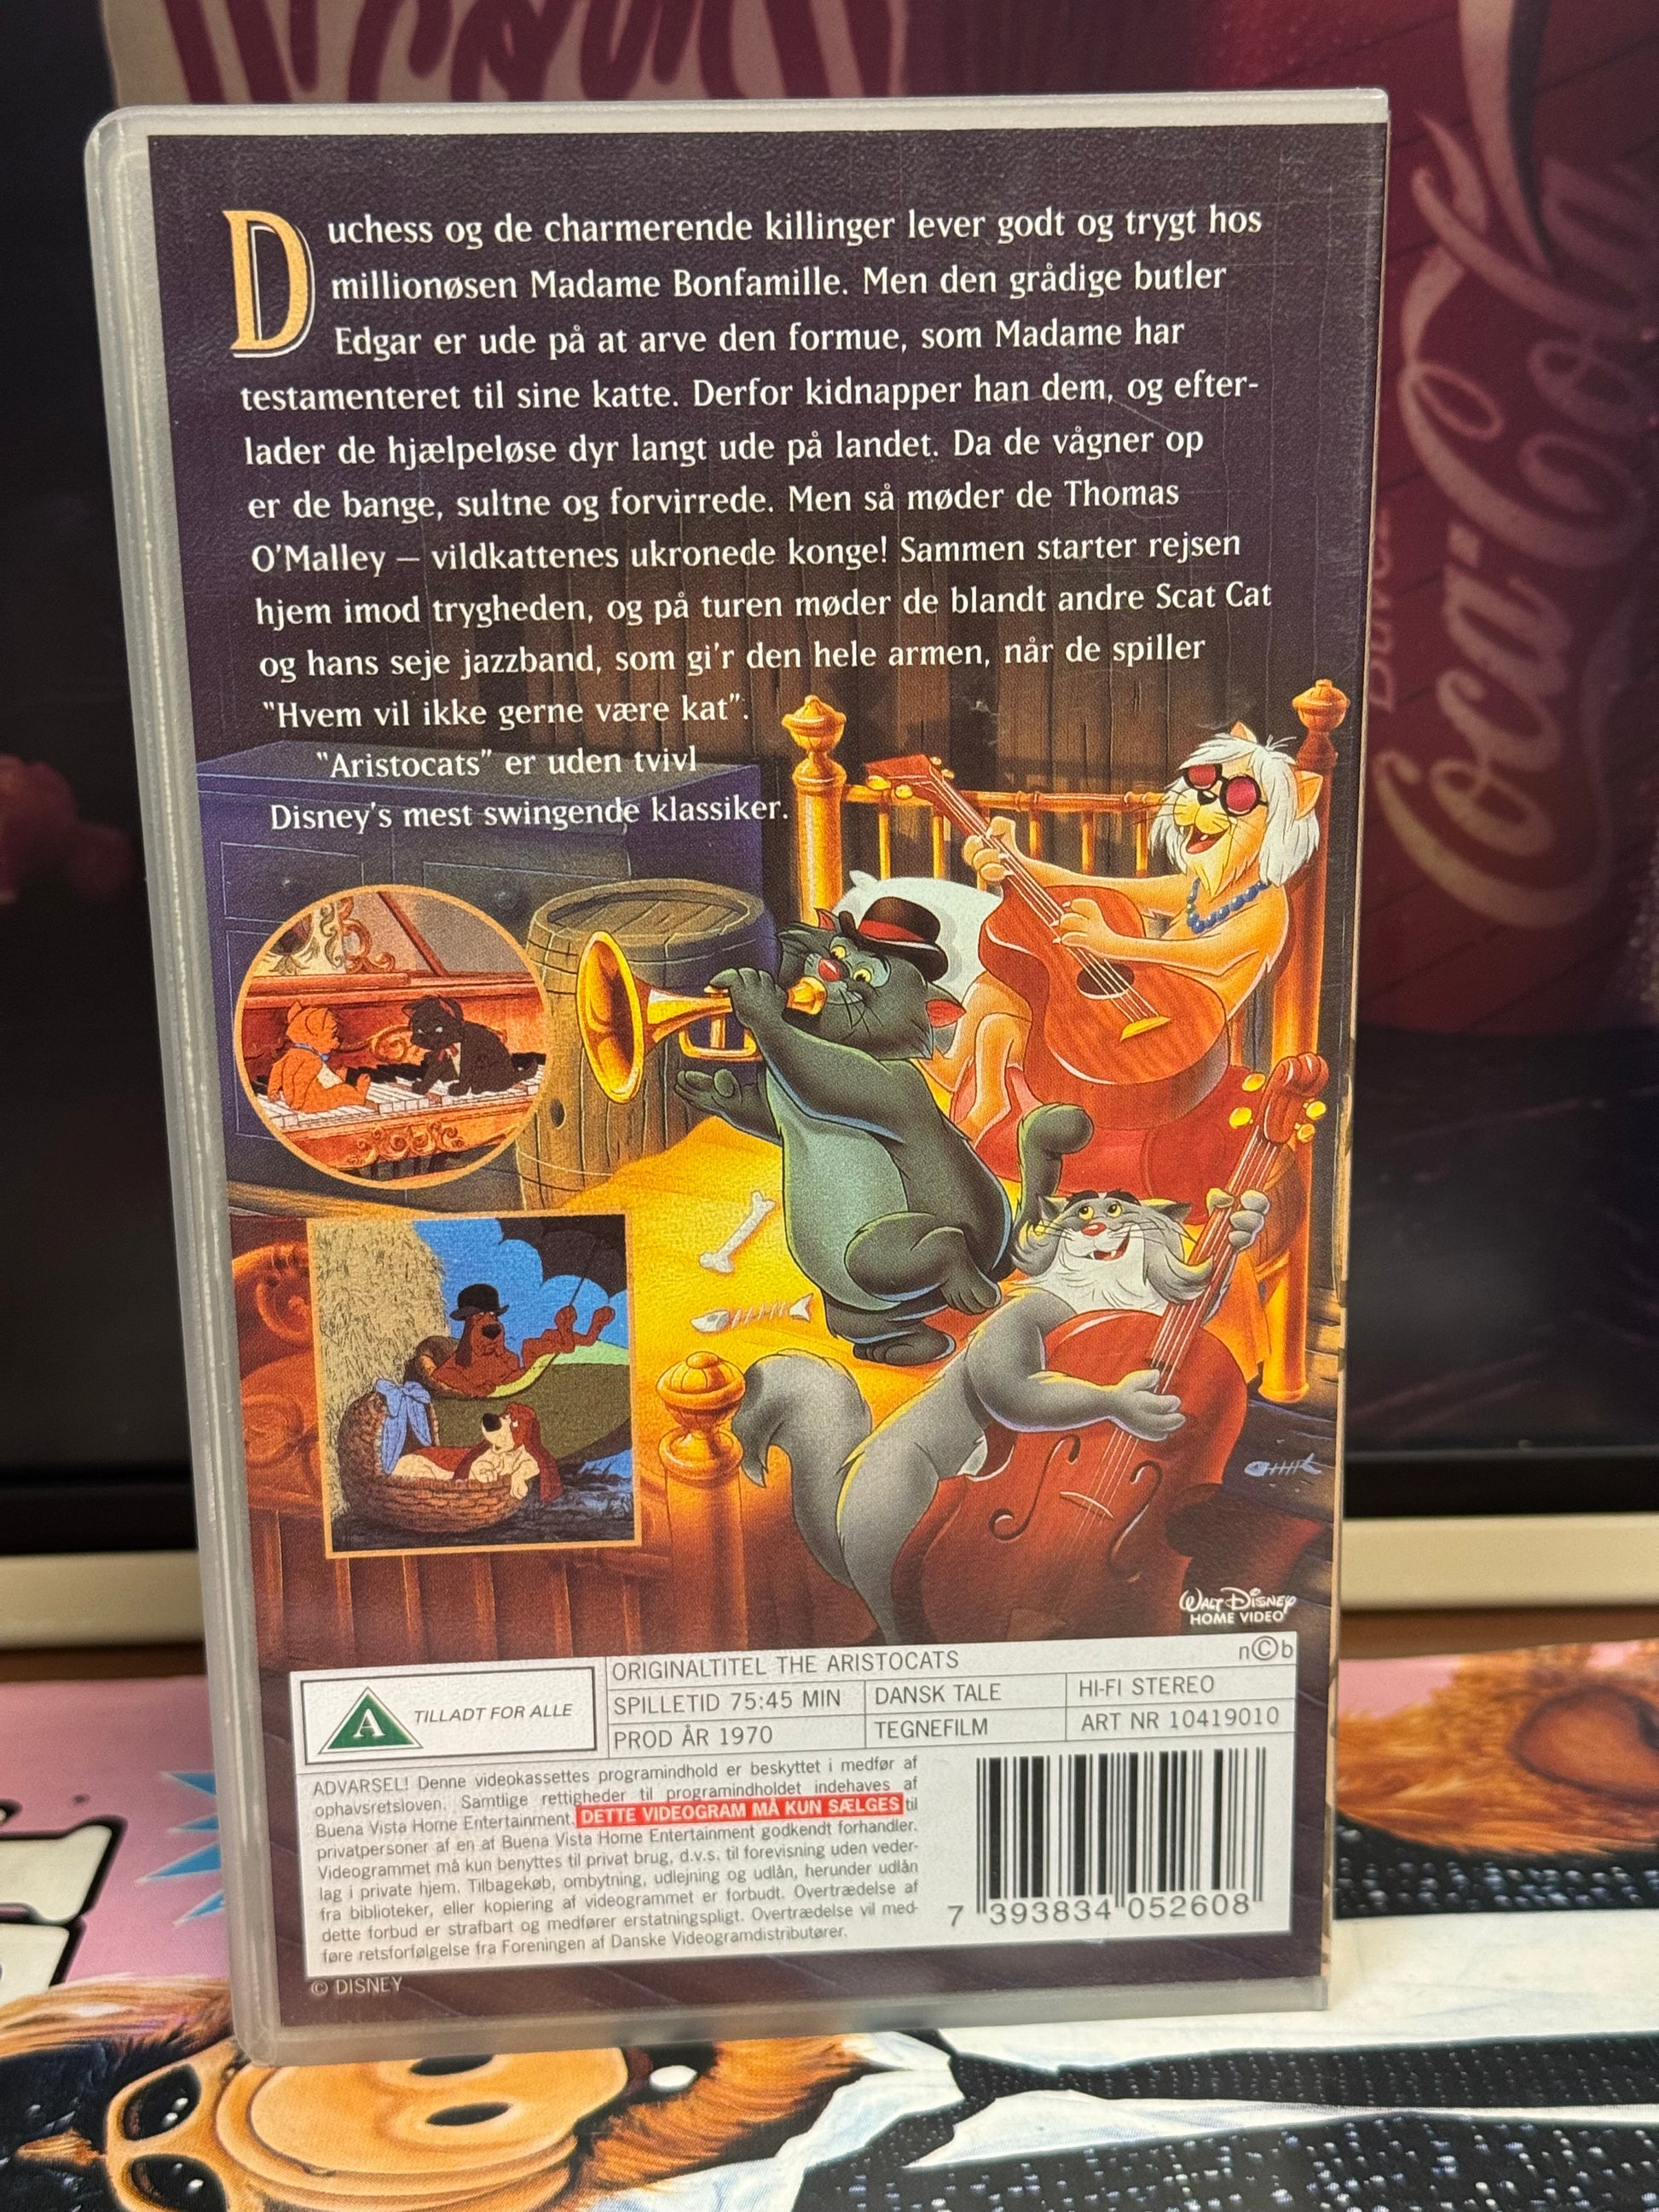 Duchess og de charmerende killinger lever godt og trygt hos
millionøsen Madame Bonfamille. Men den grådige butler
Edgar er ude på at arve den formue, som Madame har
testamenteret til sine katte. Derfor kidnapper han dem, og efter-
lader de hjælpeløse dyr langt ude på landet. Da de vågner op
er de bange, sultne og forvirrede. Men så møder de Thomas
O'Malley – vildkattenes ukronede konge! Sammen starter rejsen
hjem imod trygheden, og på turen møder de blandt andre Scat Cat
og hans seje jazzband, som gi'r den hele armen, når de spiller
"Hvem vil ikke gerne være kat".
"Aristocats" er uden tvivl
Disney's mest swingende klassiker.
WALT DISNEY
HOME VIDEO
A TILLADT FOR ALLE
ORIGINALTITEL THE ARISTOCATS
n©b
SPILLETID 75:45 MIN DANSK TALE HI-FI STEREO
PROD ÅR 1970 TEGNEFILM ART NR 10419010
ADVARSEL! Denne videokassettes programindhold er beskyttet i medfør af
ophavsretsloven. Samtlige rettigheder til programindholdet indehaves af
Buena Vista Home Entertainment. DETTE VIDEOGRAM MÅ KUN SÆLGES til
privatpersoner af en af Buena Vista Home Entertainment godkendt forhandler.
Videogrammet må kun benyttes til privat brug, d.v.s. til forevisning uden veder-
lag i private hjem. Tilbagekøb, ombytning, udlejning og udlån, herunder udlån
fra biblioteker, eller kopiering af videogrammet er forbudt. Overtrædelse af
dette forbud er strafbart og medfører erstatningspligt. Overtrædelse vil med-
føre retsforfølgelse fra Foreningen af Danske Videogramdistributører.
7 393834 052608
© DISNEY
Coca-Cola